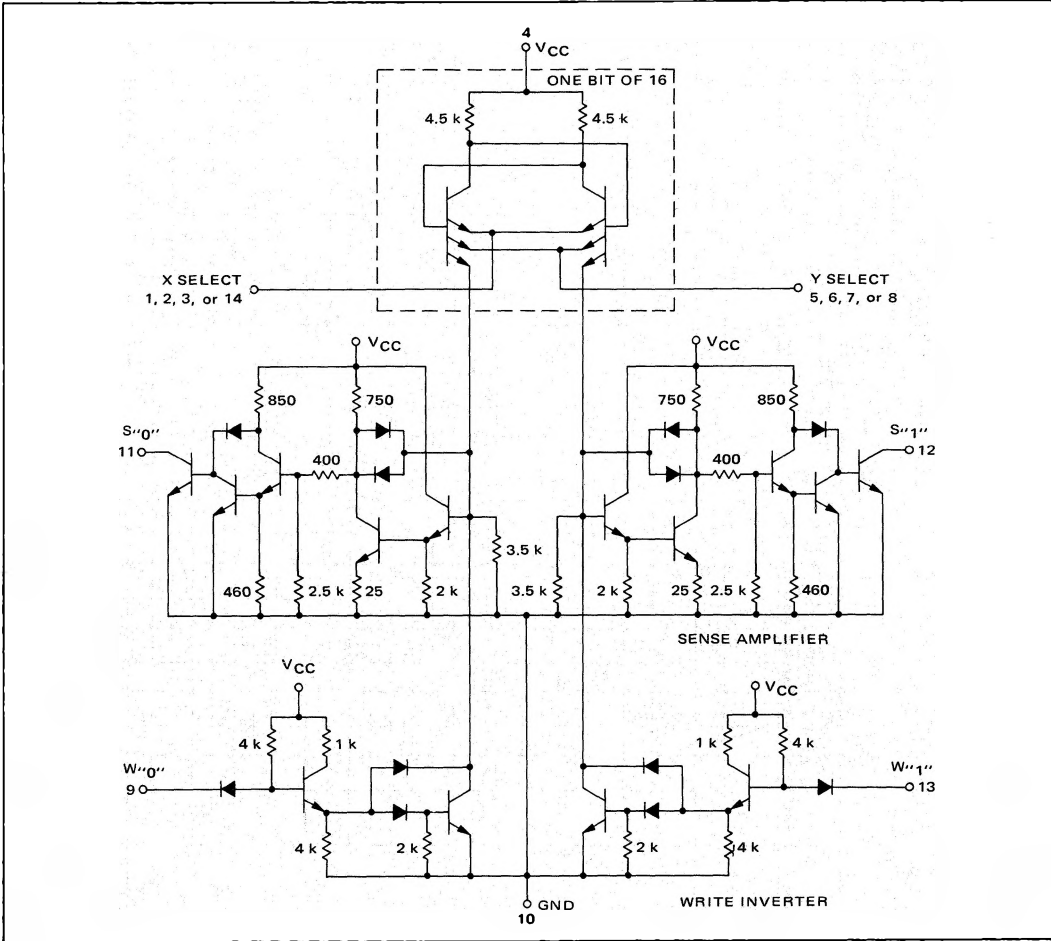 4
VCC
ONE BIT OF 16
4.5 k
4.5 k
X SELECT
1, 2, 3, or 14
Y SELECT
5, 6, 7, or 8
VCC
VCC
850
750
750
850
S"0"
11
S"1"
12
400
400
3.5 k
460
2.5 k
25
2 k
3.5 k
2 k
25
2.5 k
460
SENSE AMPLIFIER
VCC
VCC
4 k
1 k
1 k
4 k
W"0"
9
W"1"
13
4 k
2 k
2 k
4 k
GND
10
WRITE INVERTER